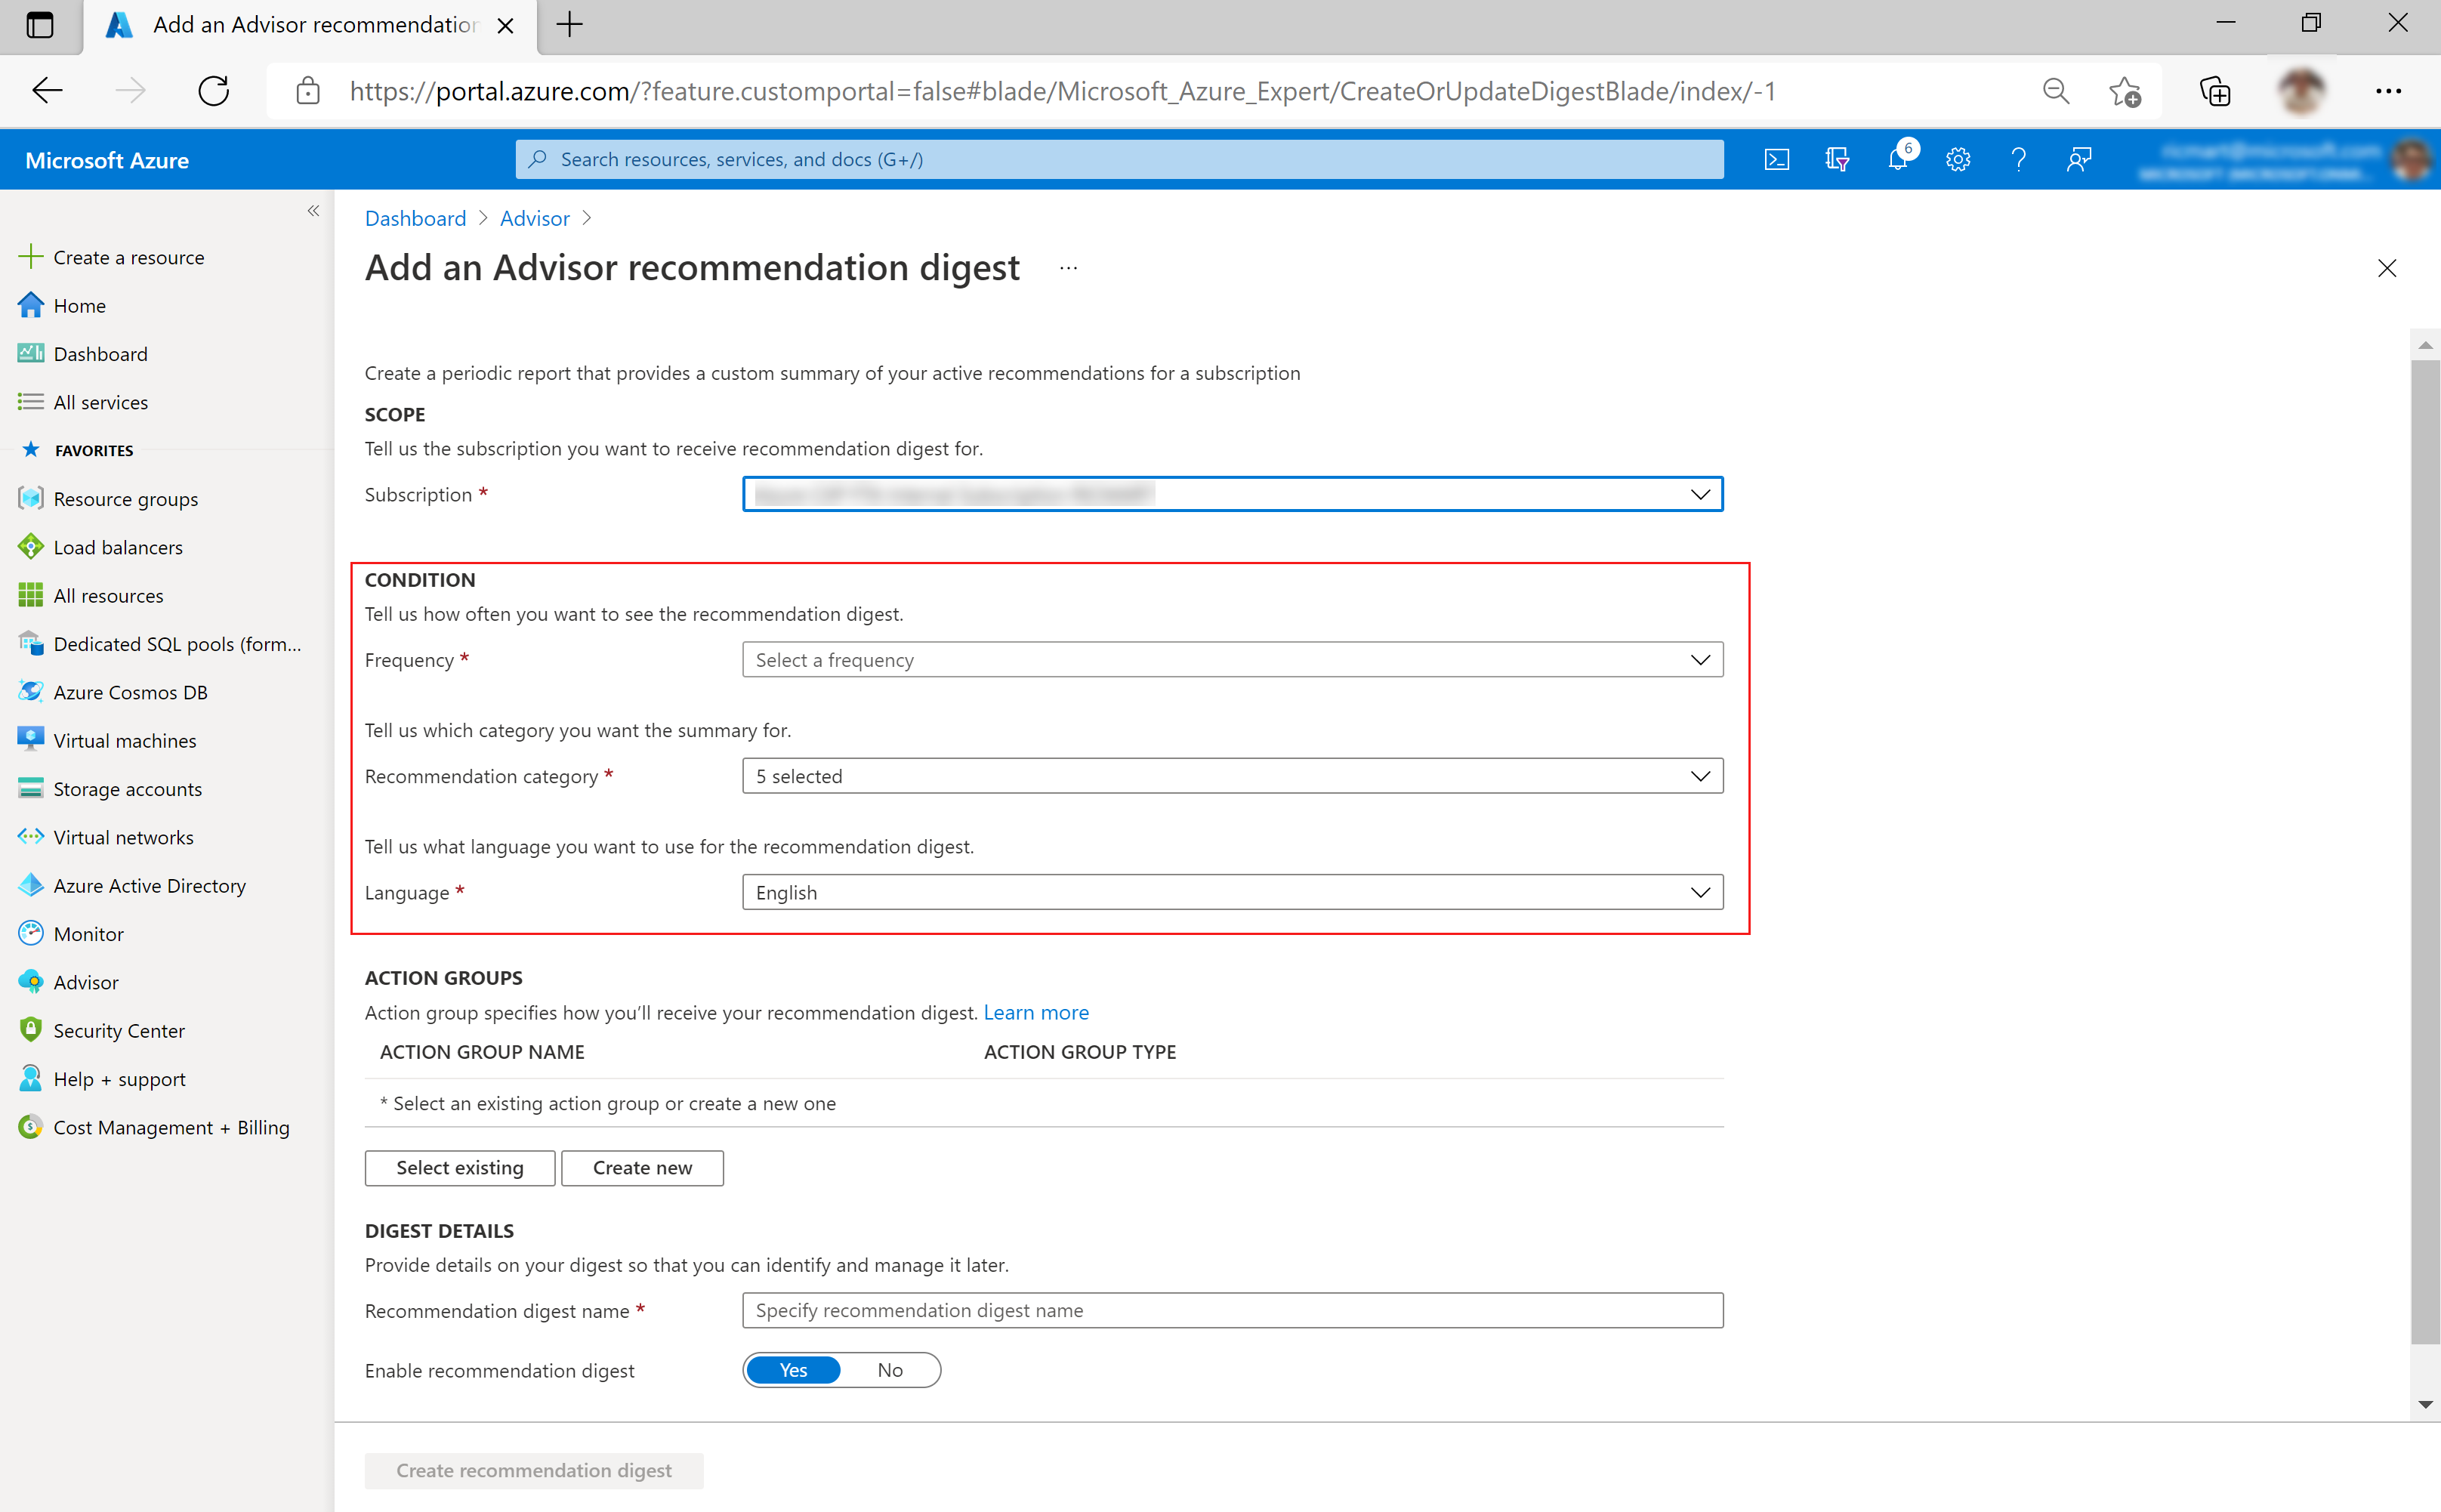 Add an Advisor recommendation
https://portal.azure.com/?feature.customportal=false#blade/Microsoft_Azure_Expert/CreateOrUpdateDigestBlade/index/-1
Microsoft Azure
Search resources, services, and docs (G+/)
6
Create a resource
Home
Dashboard
All services
FAVORITES
Resource groups
Load balancers
All resources
Dedicated SQL pools (form...
Azure Cosmos DB
Virtual machines
Storage accounts
Virtual networks
Azure Active Directory
Monitor
Advisor
Security Center
Help + support
Cost Management + Billing
Dashboard > Advisor >
Add an Advisor recommendation digest ...
Create a periodic report that provides a custom summary of your active recommendations for a subscription
SCOPE
Tell us the subscription you want to receive recommendation digest for.
Subscription *
CONDITION
Tell us how often you want to see the recommendation digest.
Frequency * Select a frequency
Tell us which category you want the summary for.
Recommendation category * 5 selected
Tell us what language you want to use for the recommendation digest.
Language * English
ACTION GROUPS
Action group specifies how you’ll receive your recommendation digest. Learn more
ACTION GROUP NAME ACTION GROUP TYPE
* Select an existing action group or create a new one
Select existing Create new
DIGEST DETAILS
Provide details on your digest so that you can identify and manage it later.
Recommendation digest name * Specify recommendation digest name
Enable recommendation digest Yes No
Create recommendation digest